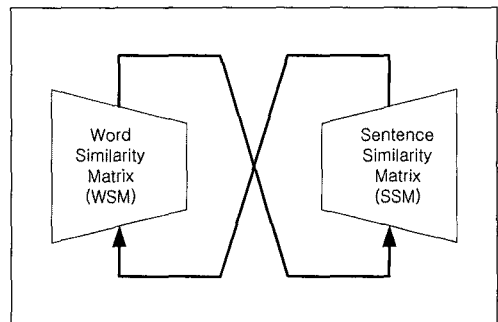 Word
Similarity
Matrix
(WSM)
Sentence
Similarity
Matrix
(SSM)